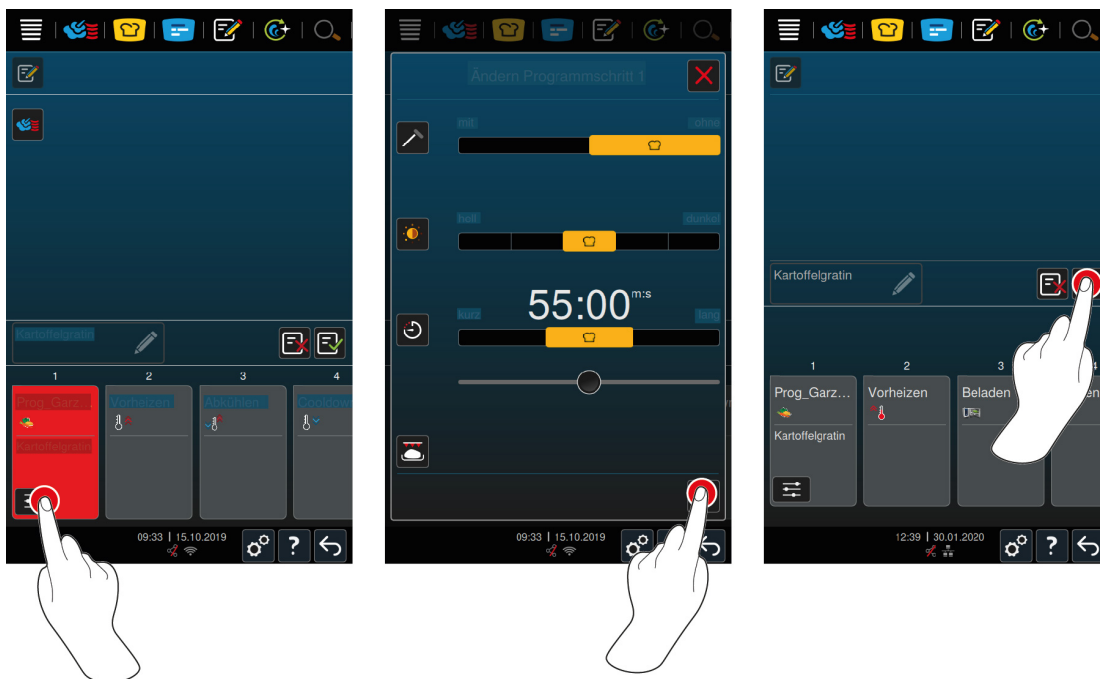 Kartoffelgratin
1 2 3 4
Prog_Garz... Vorheizen Abkühlen Cooldow
Kartoffelgratin
09:33 | 15.10.2019
?
Ändern Programmschritt 1
mit ohne
hell dunkel
55:00 m:s
kurz lang
09:33 | 15.10.2019
Kartoffelgratin
1 2 3
Prog_Garz... Vorheizen Beladen en
Kartoffelgratin
12:39 | 30.01.2020
?